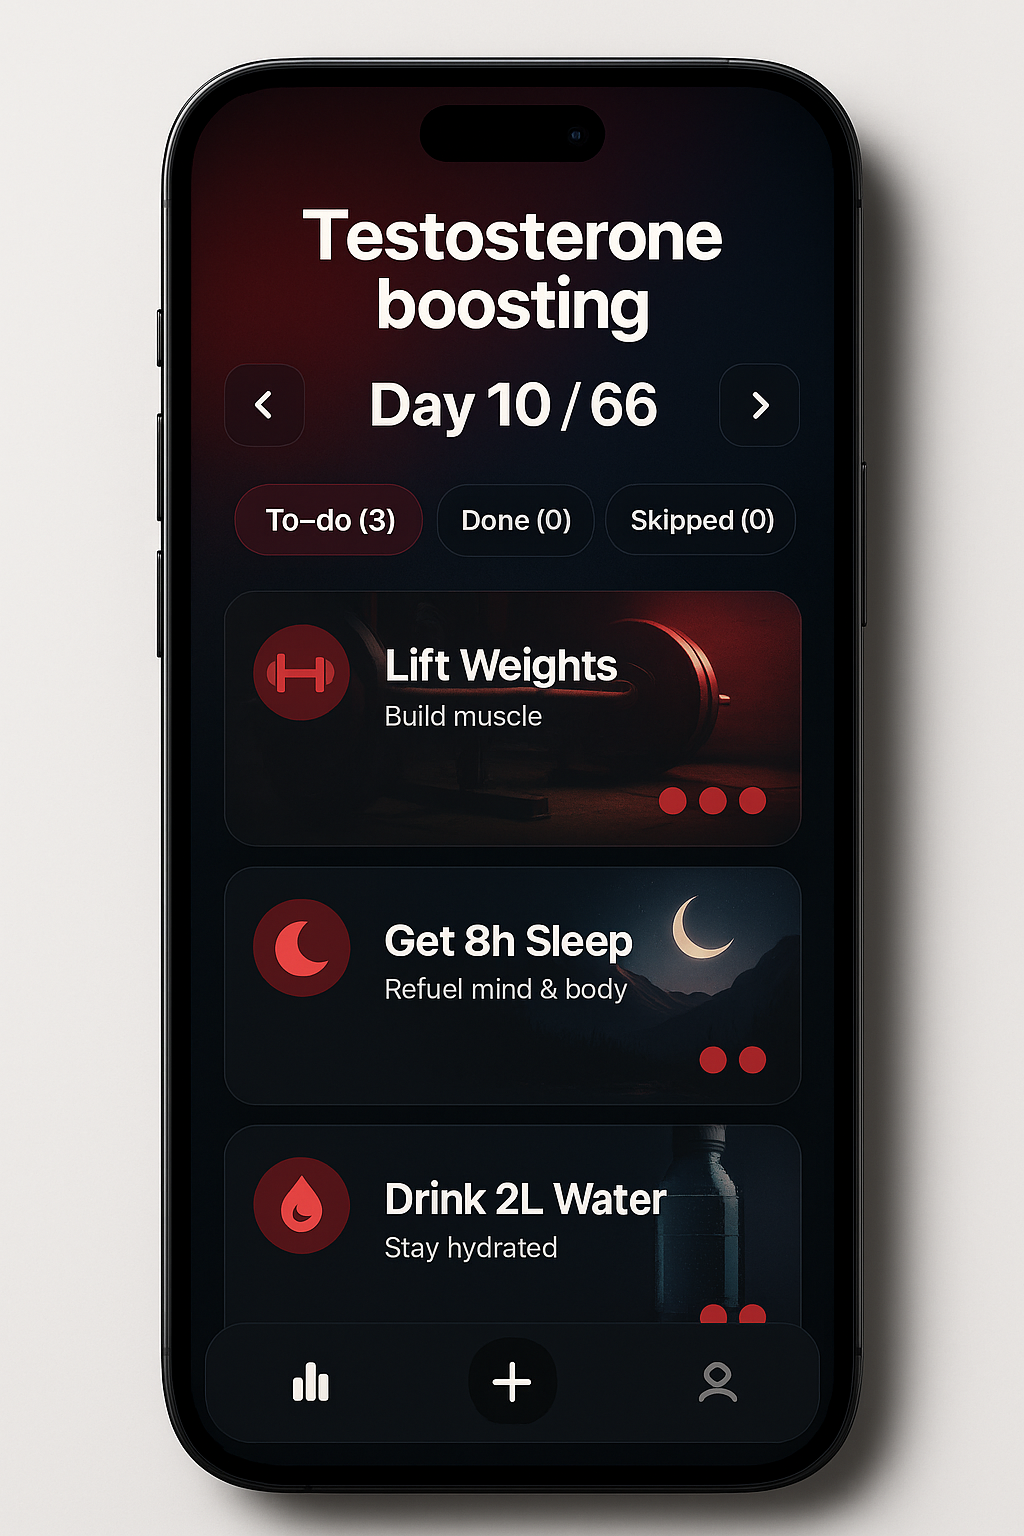 Testosterone
boosting
Day 10 / 66
To-do (3)
Done (0)
Skipped (0)
Lift Weights
Build muscle
Get 8h Sleep
Refuel mind & body
Drink 2L Water
Stay hydrated